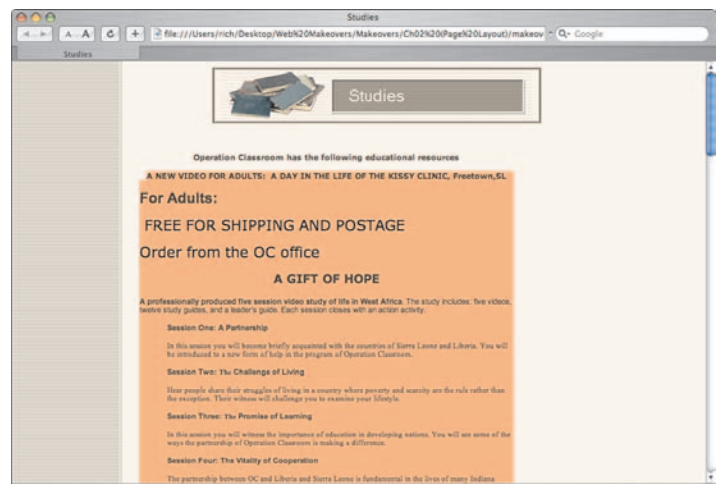 Studies
A A
+
file:///Users/rich/Desktop/Web%20Makeovers/Makeovers/Ch02%20(Page%20Layout)/makeov
Q Google
Studies
Studies
Operation Classroom has the following educational resources
A NEW VIDEO FOR ADULTS: A DAY IN THE LIFE OF THE KISSY CLINIC, Freetown,SL
For Adults:
FREE FOR SHIPPING AND POSTAGE
Order from the OC office
A GIFT OF HOPE
A professionally produced five session video study of life in West Africa. The study includes: five videos,
twelve study guides, and a leader's guide. Each session closes with an action activity.
Session One: A Partnership
In this session you will become briefly acquainted with the countries of Sierra Leone and Liberia. You will
be introduced to a new form of help in the program of Operation Classroom.
Session Two: The Challenge of Living
Hear people share their struggles of living in a country where poverty and scarcity are the rule rather than
the exception. Their witness will challenge you to examine your lifestyle.
Session Three: The Promise of Learning
In this session you will witness the importance of education in developing nations. You will see some of the
ways the partnership of Operation Classroom is making a difference.
Session Four: The Vitality of Cooperation
The partnership between OC and Liberia and Sierra Leone is fundamental in the lives of many Indiana